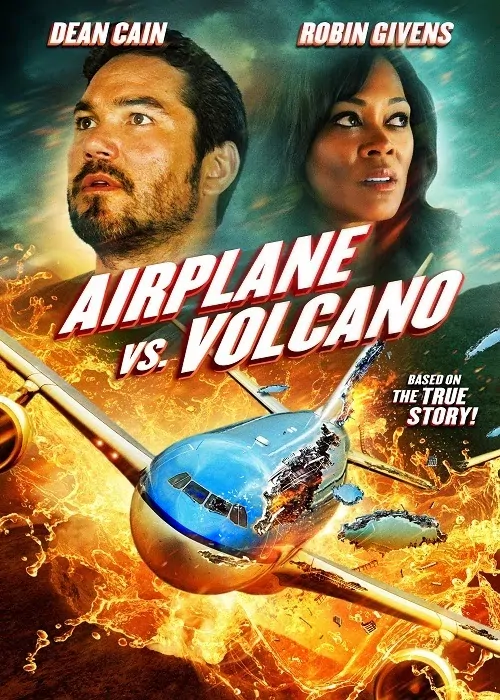 DEAN CAIN
ROBIN GIVENS
AIRPLANE
VS. VOLCANO
BASED ON
THE TRUE
STORY!